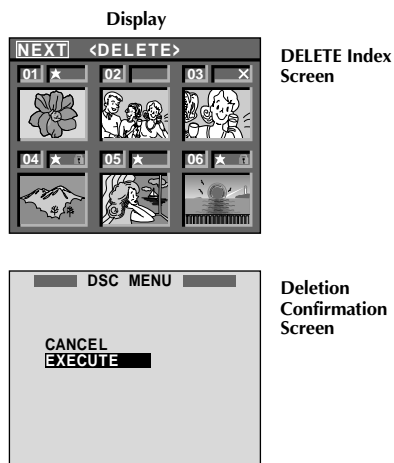 Display
NEXT <DELETE>
01 ★ 02 03 ×
04 ★ 05 ★ 06 ★
DELETE Index
Screen
DSC MENU
CANCEL
EXECUTE
Deletion
Confirmation
Screen